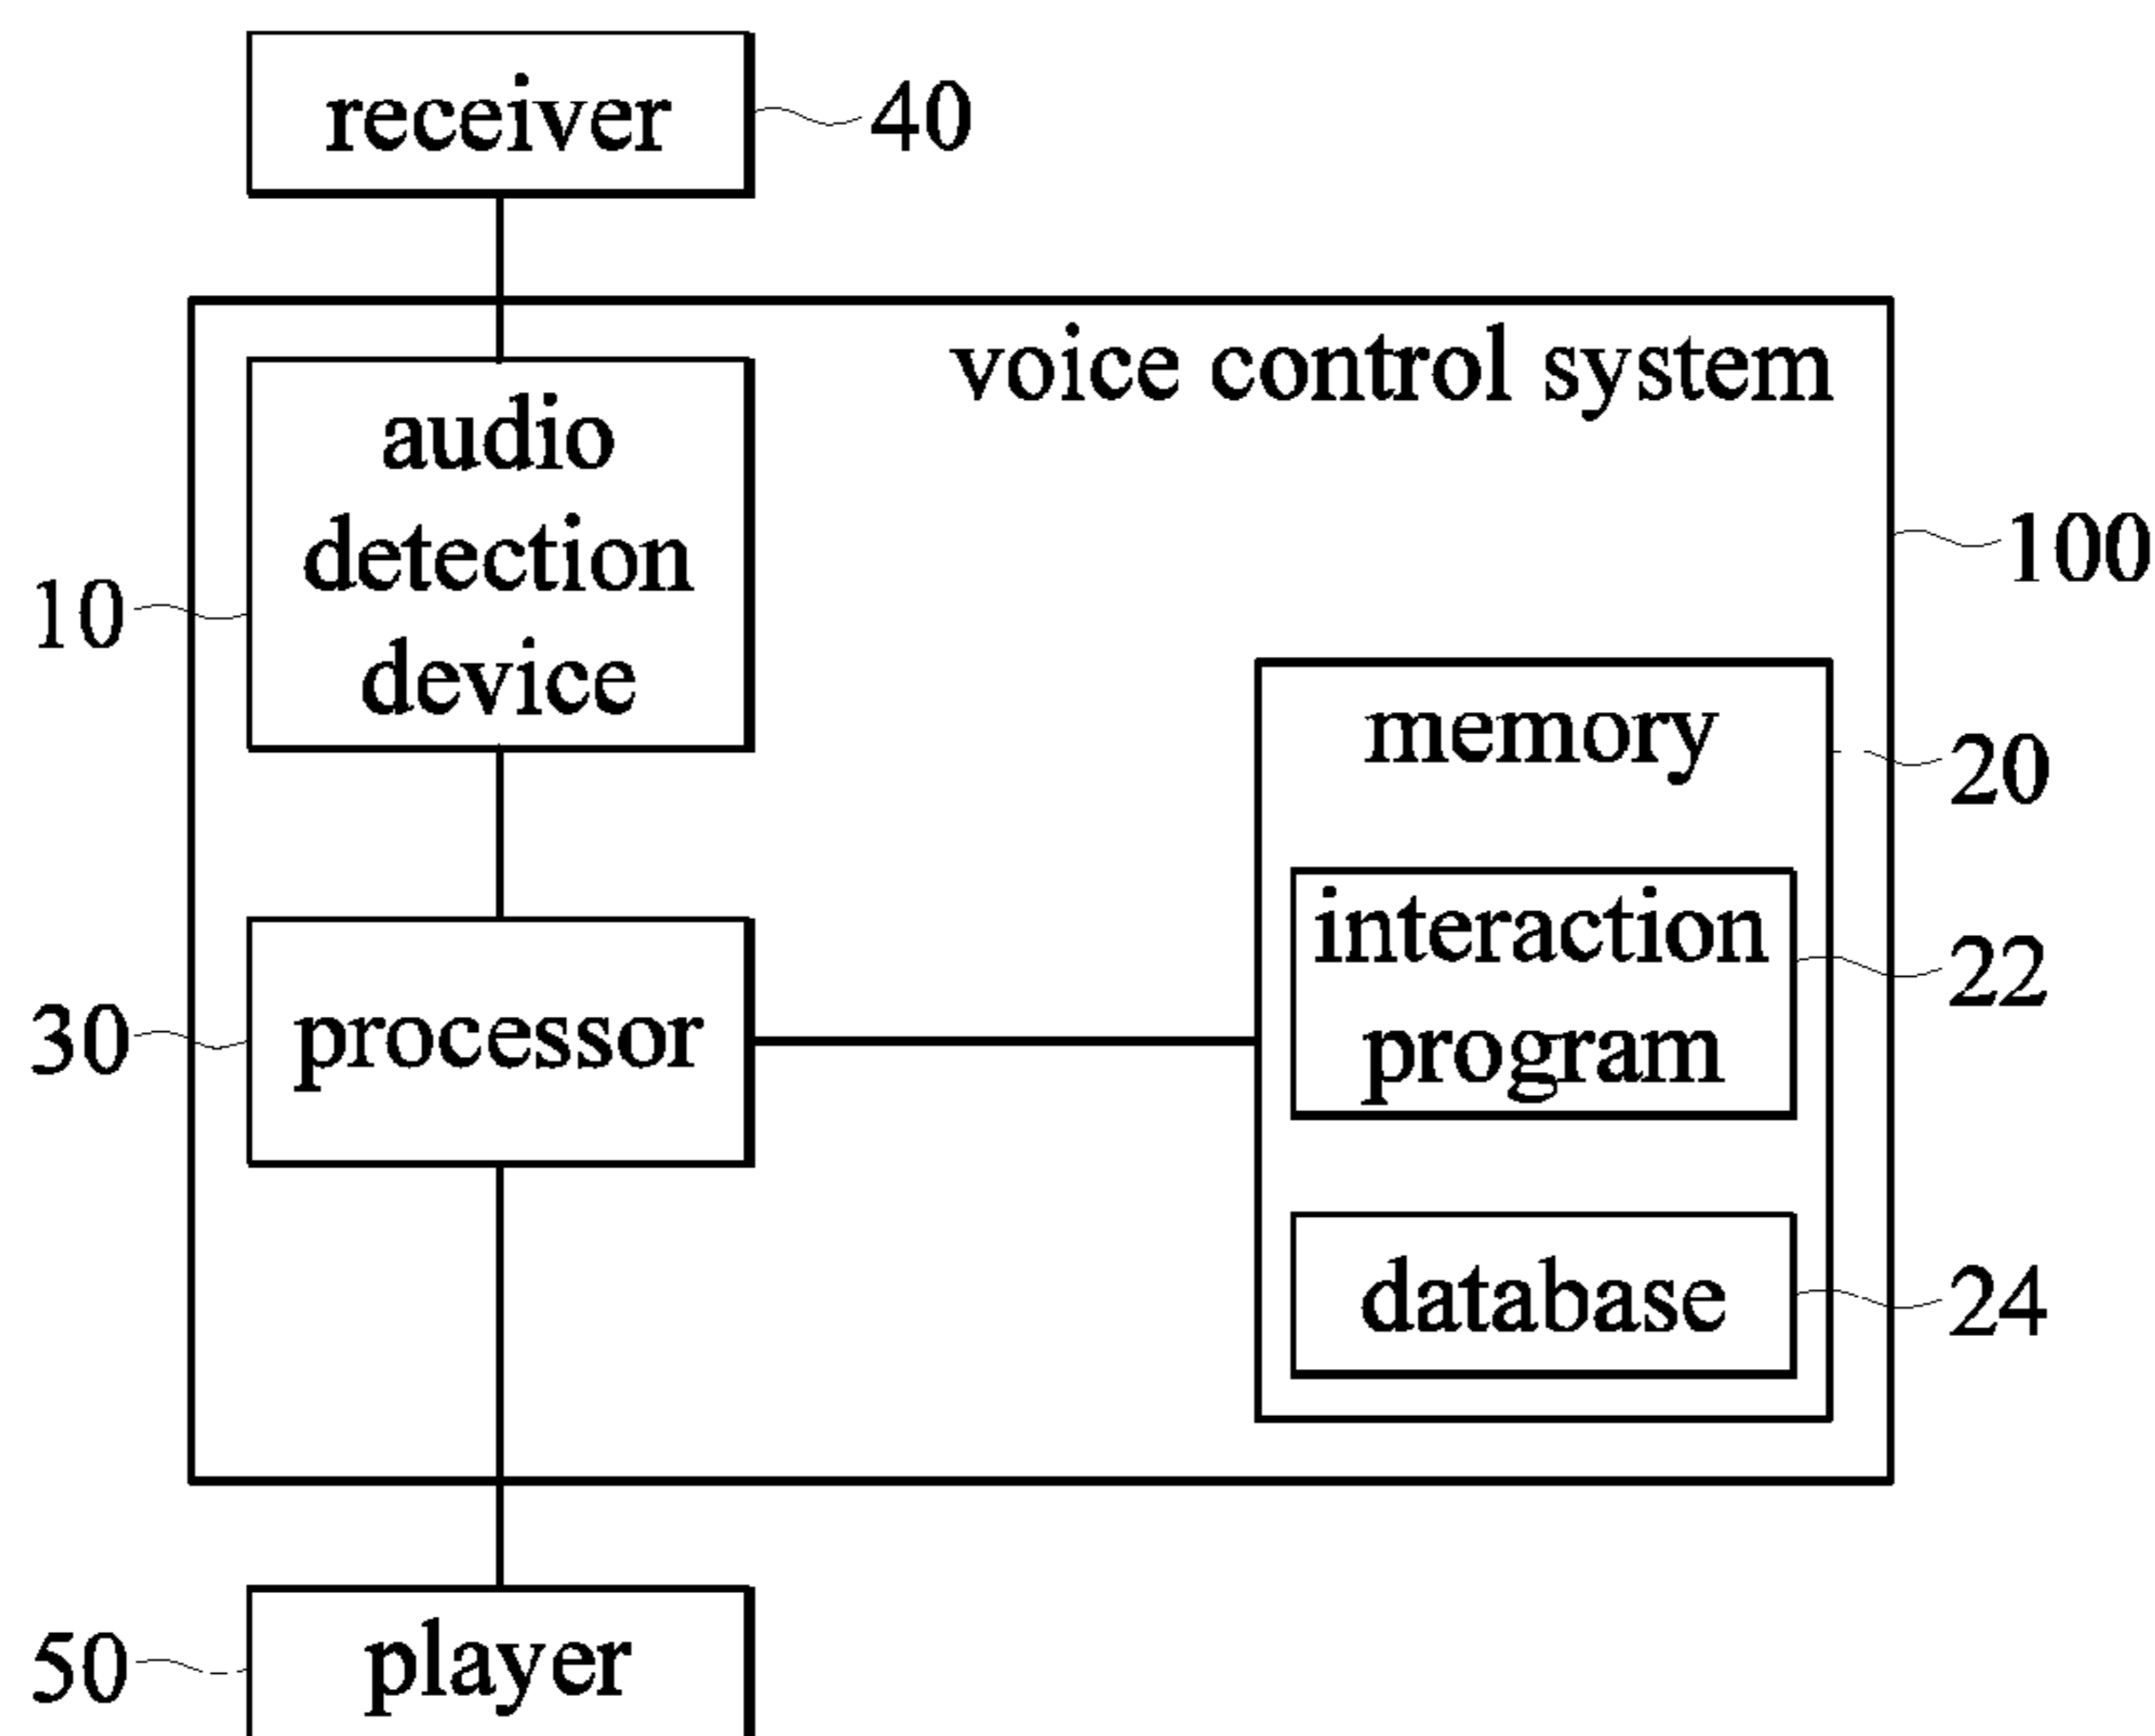 receiver
40
voice control system
audio
detection
device
10
100
memory
20
interaction
program
22
processor
30
database
24
player
50